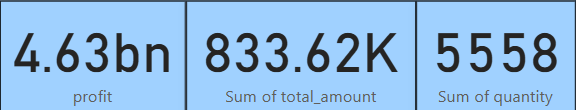 4.63bn
profit
833.62K
Sum of total_amount
5558
Sum of quantity